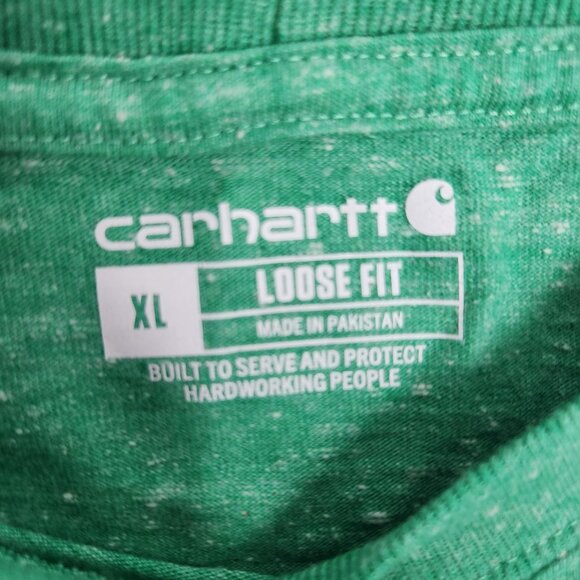 carhartt
XL
LOOSE FIT
MADE IN PAKISTAN
BUILT TO SERVE AND PROTECT
HARDWORKING PEOPLE